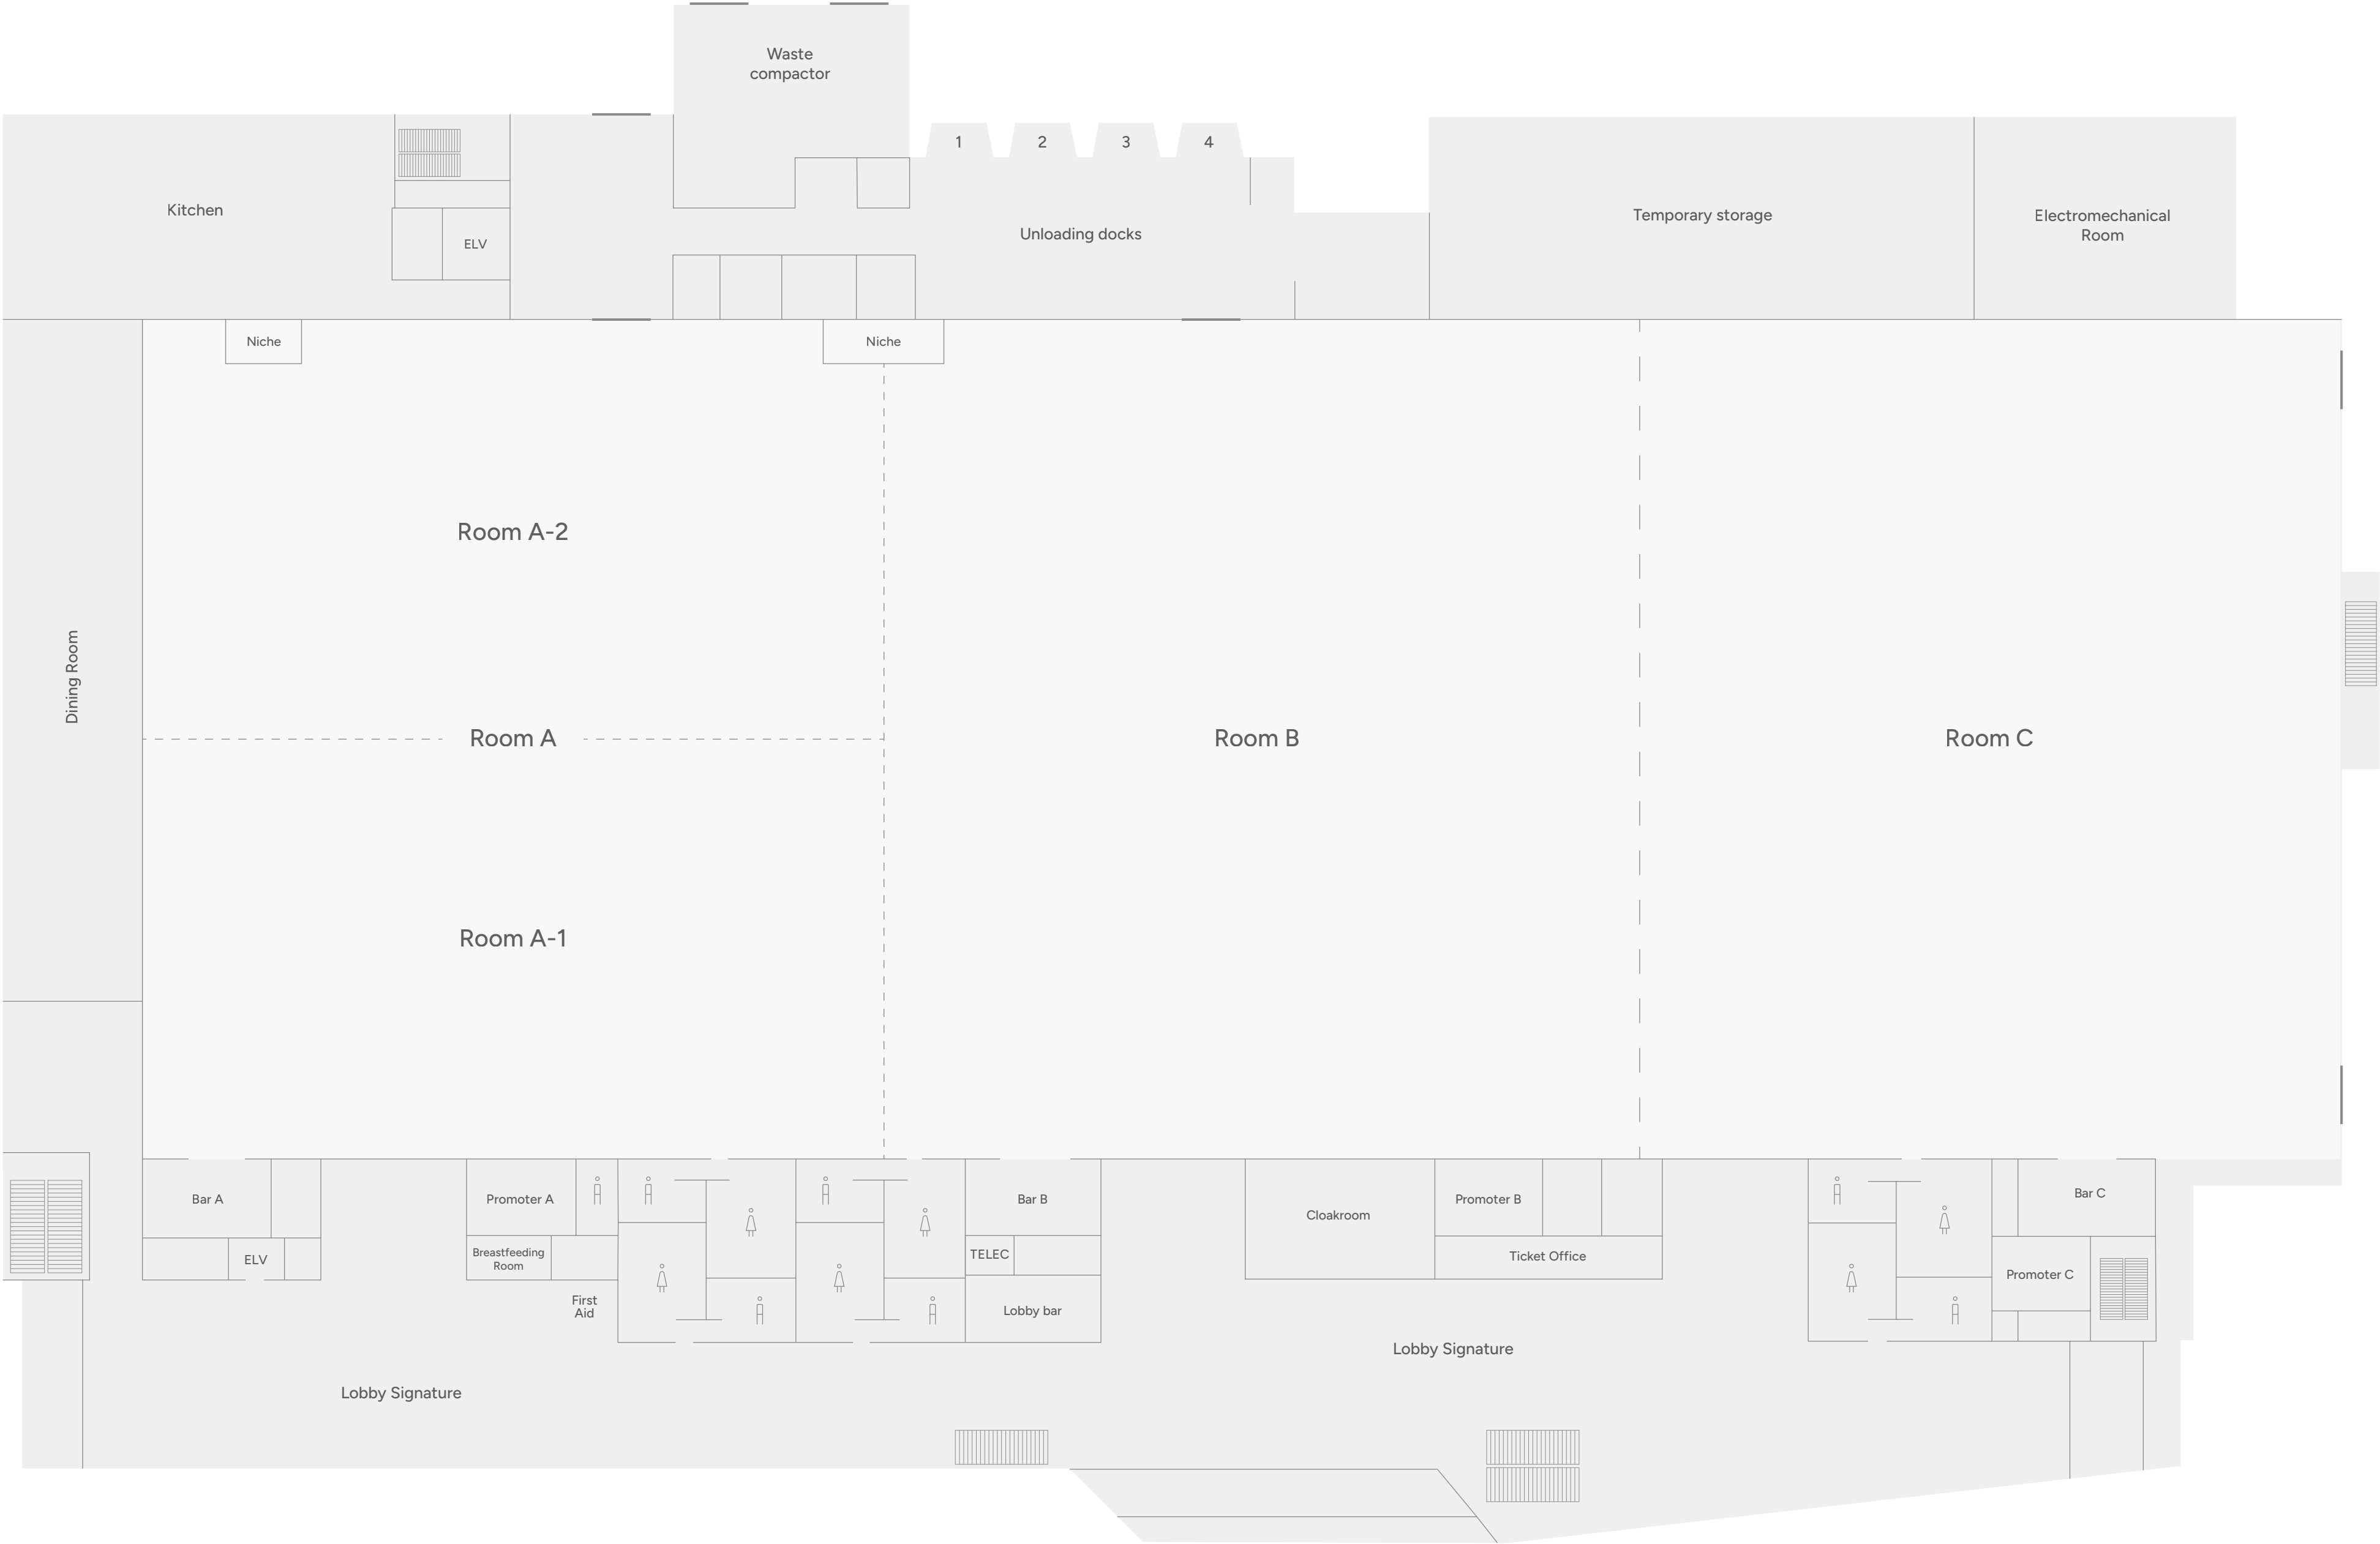 Waste
compactor
1
2
3
4
Kitchen
ELV
Unloading docks
Temporary storage
Electromechanical
Room
Niche
Niche
Room A-2
Dining Room
Room A
Room B
Room C
Room A-1
Bar A
ELV
Promoter A
Breastfeeding
Room
First
Aid
Bar B
TELEC
Lobby bar
Cloakroom
Promoter B
Ticket Office
Bar C
Promoter C
Lobby Signature
Lobby Signature